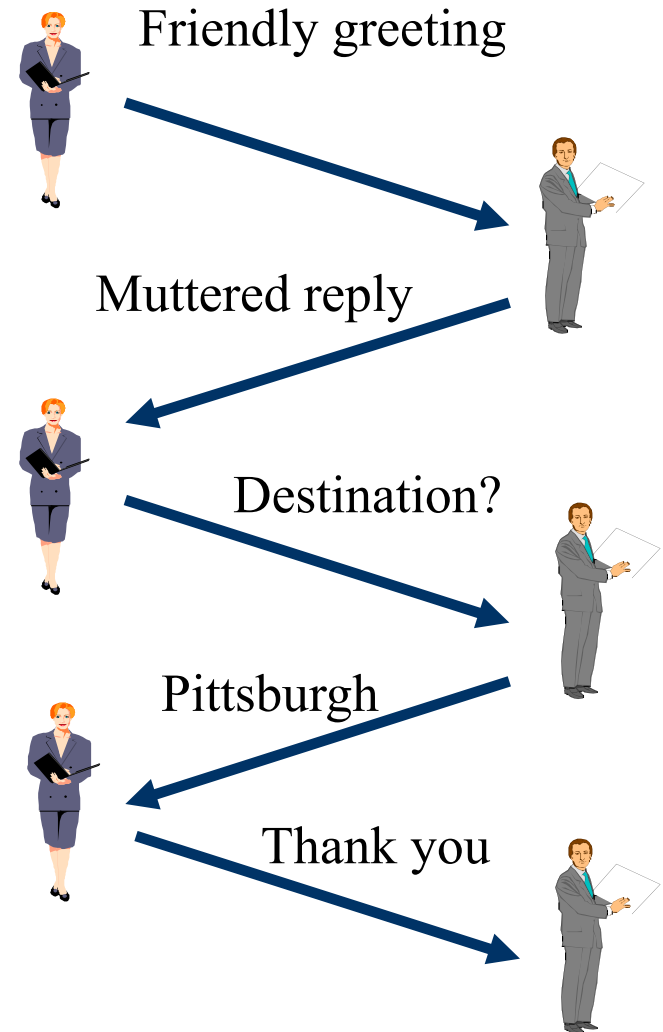 Friendly greeting
Muttered reply
Destination?
Pittsburgh
Thank you